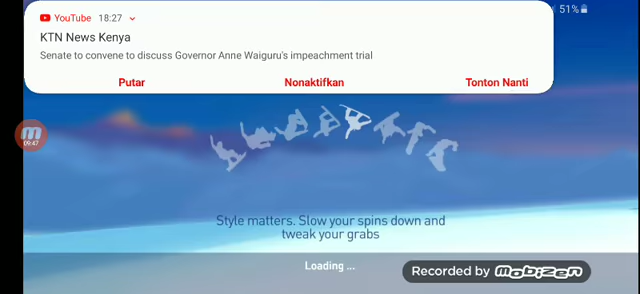 YouTube 18:27
51%
KTN News Kenya
Senate to convene to discuss Governor Anne Waiguru's impeachment trial
Putar Nonaktifkan Tonton Nanti
09:47
Style matters. Slow your spins down and
tweak your grabs
Loading ...
Recorded by mobizen